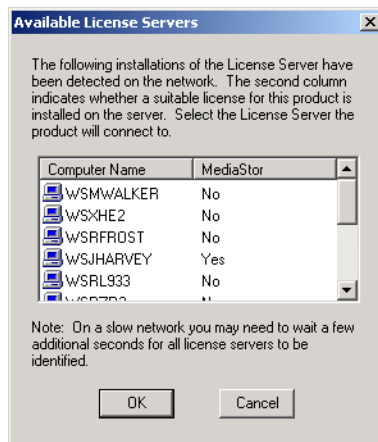 Available License Servers
The following installations of the License Server have
been detected on the network. The second column
indicates whether a suitable license for this product is
installed on the server. Select the License Server the
product will connect to.
Computer Name MediaStor
WSMWALKER No
WSXHE2 No
WSRFROST No
WSJHARVEY Yes
WSRL933 No
Note: On a slow network you may need to wait a few
additional seconds for all license servers to be
identified.
OK Cancel